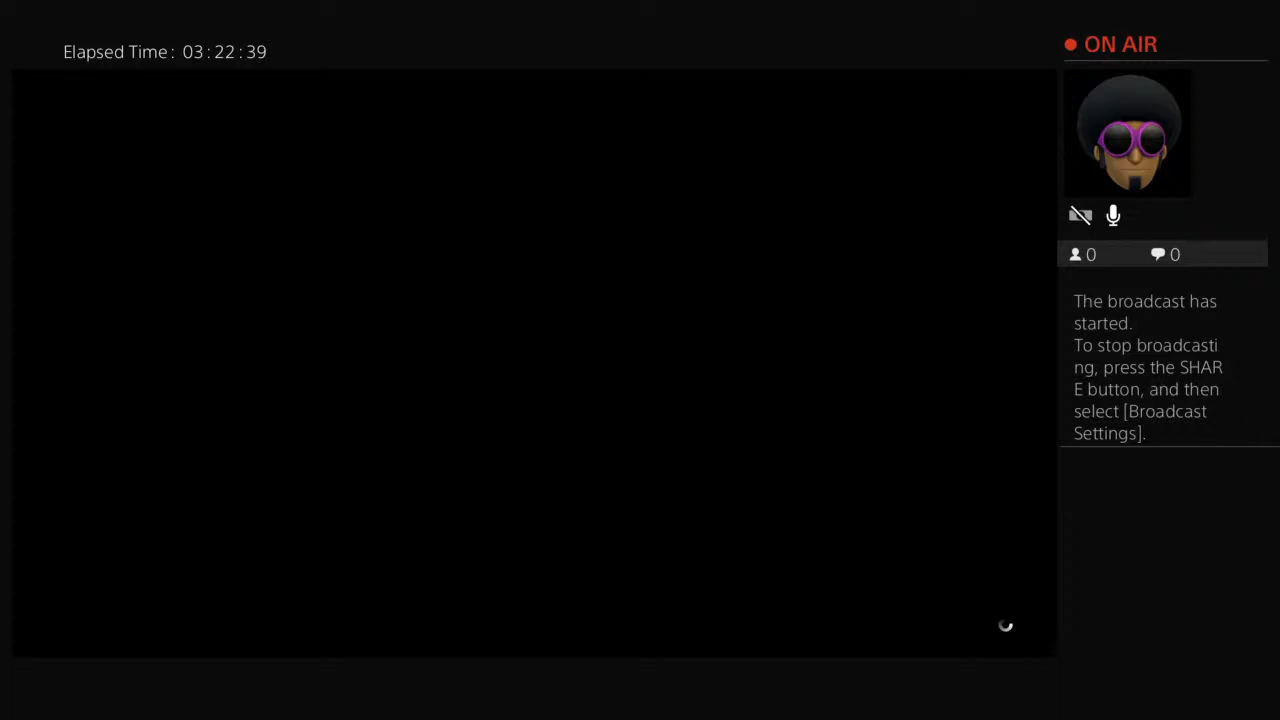 Elapsed Time: 03:22:39
ON AIR
0 0
The broadcast has
started.
To stop broadcasti
ng, press the SHAR
E button, and then
select [Broadcast
Settings].